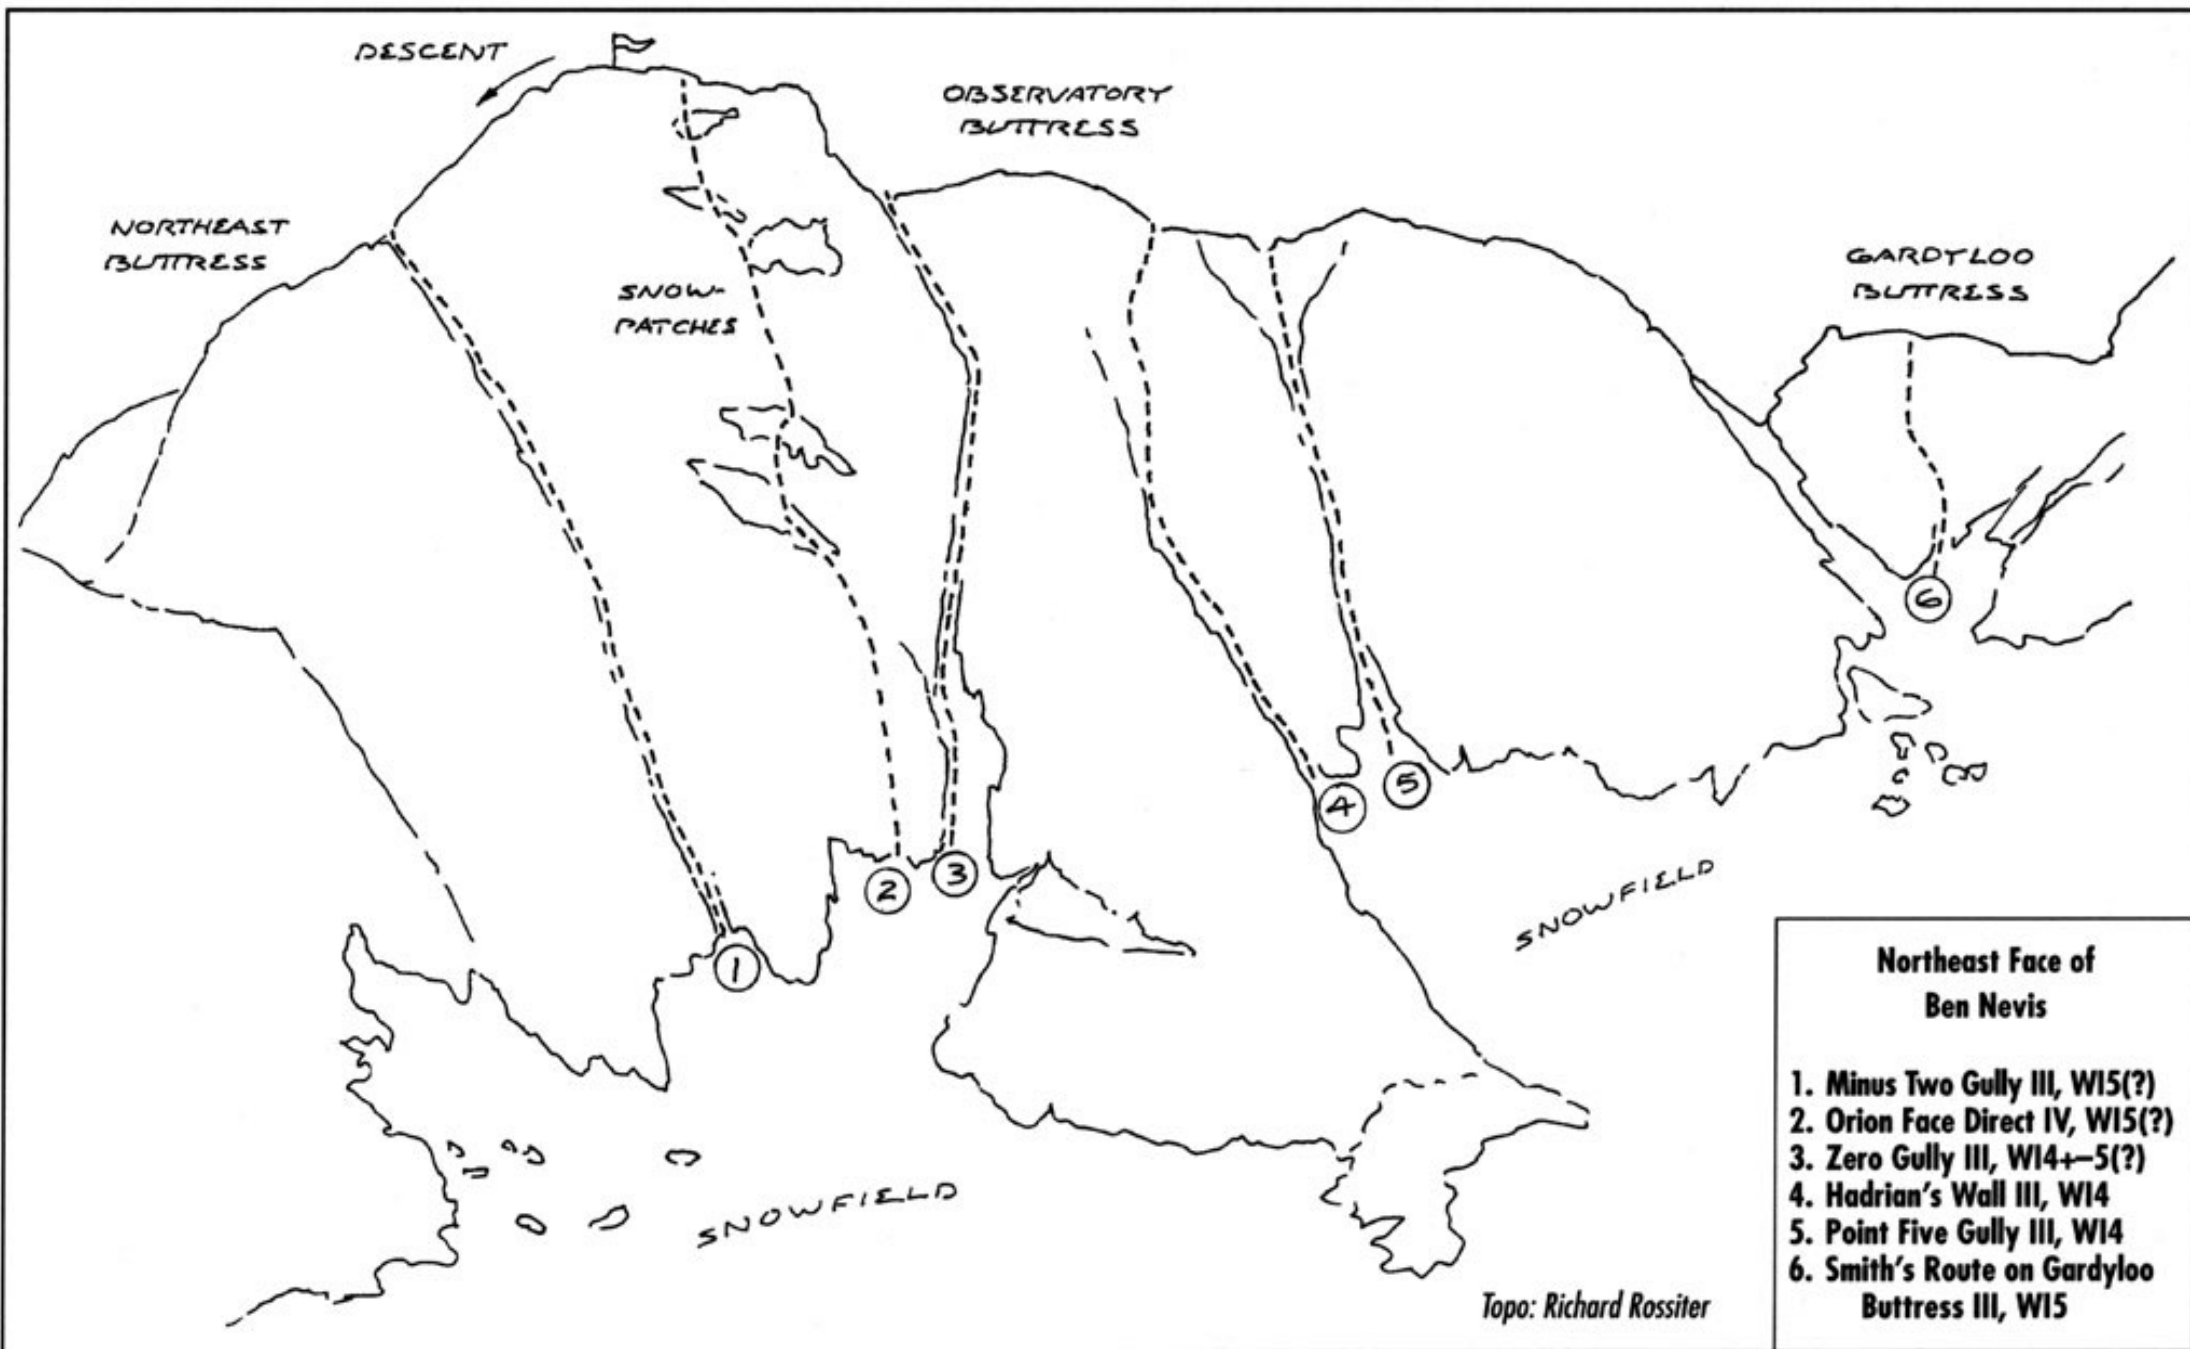 DESCENT
OBSERVATORY
BUTTRESS
NORTHEAST
BUTTRESS
SNOW-
PATCHES
GARDYLOO
BUTTRESS
6
5
4
3
2
1
SNOWFIELD
SNOWFIELD
Topo: Richard Rossiter
Northeast Face of
Ben Nevis
1. Minus Two Gully III, WI5(?)
2. Orion Face Direct IV, WI5(?)
3. Zero Gully III, WI4+–5(?)
4. Hadrian's Wall III, WI4
5. Point Five Gully III, WI4
6. Smith's Route on Gardyloo
Buttress III, WI5